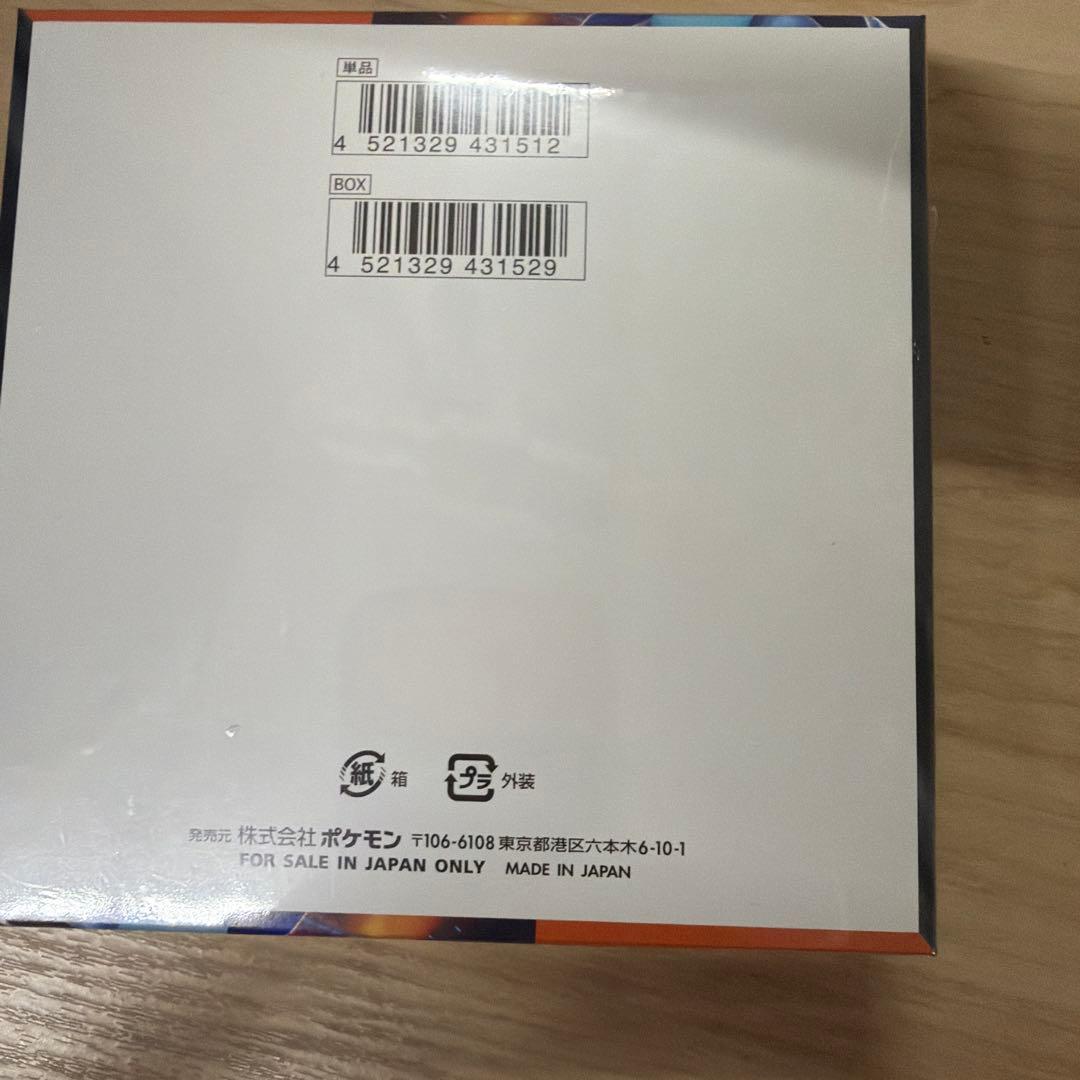 単品
4 521329 431512
BOX
4 521329 431529
紙 箱 プラ 外装
発売元 株式会社 ポケモン 〒106-6108 東京都港区六本木6-10-1
FOR SALE IN JAPAN ONLY MADE IN JAPAN